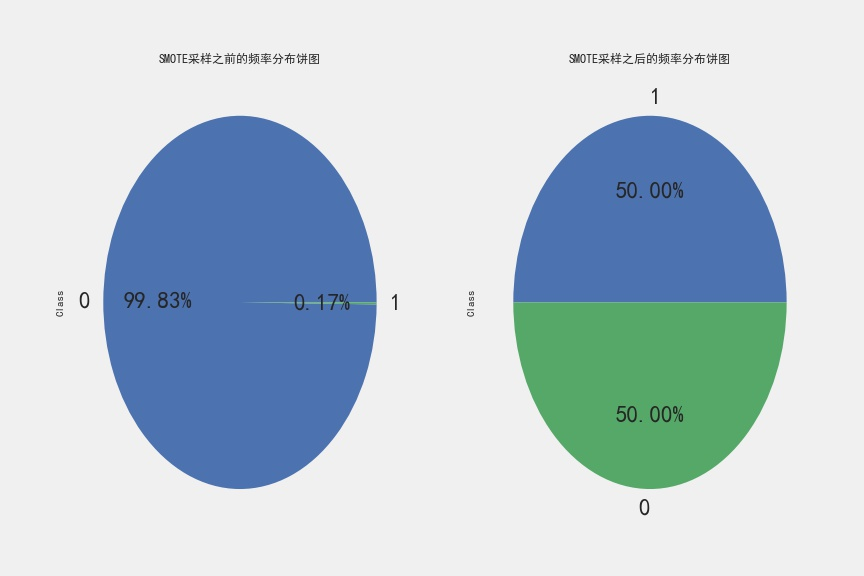 SMOTE采样之前的频率分布饼图
Class
0
99.83%
0.17%
1
SMOTE采样之后的频率分布饼图
Class
1
50.00%
50.00%
0